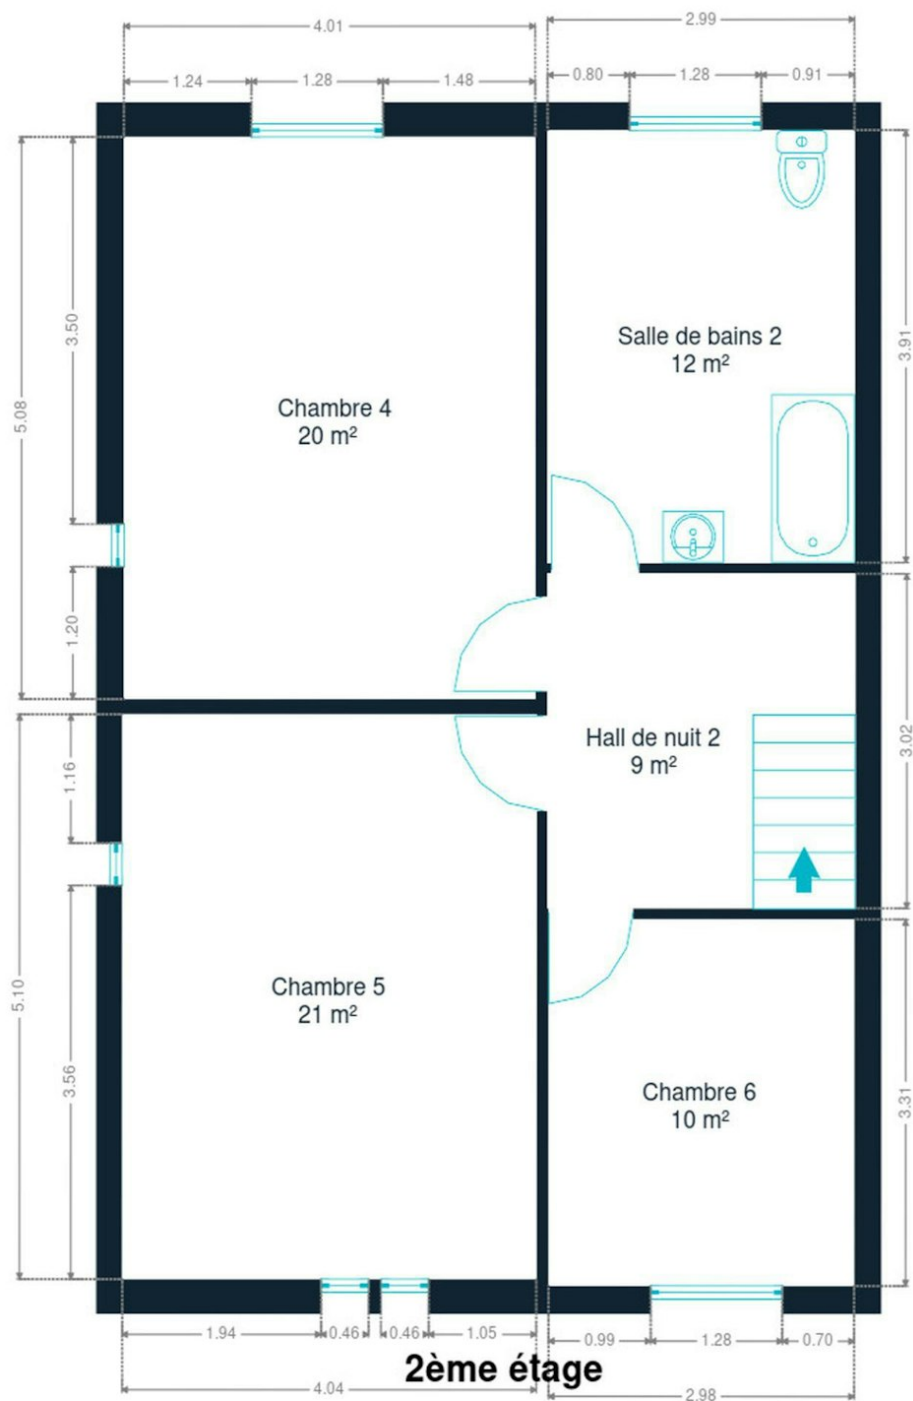 4.01
2.99
1.24
1.28
1.48
0.80
1.28
0.91
5.08
3.50
1.20
Chambre 4
20 m²
Salle de bains 2
12 m²
3.91
Hall de nuit 2
9 m²
3.02
1.16
5.10
3.56
Chambre 5
21 m²
Chambre 6
10 m²
3.31
1.94
0.46
0.46
1.05
0.99
1.28
0.70
2ème étage
4.04
2.98